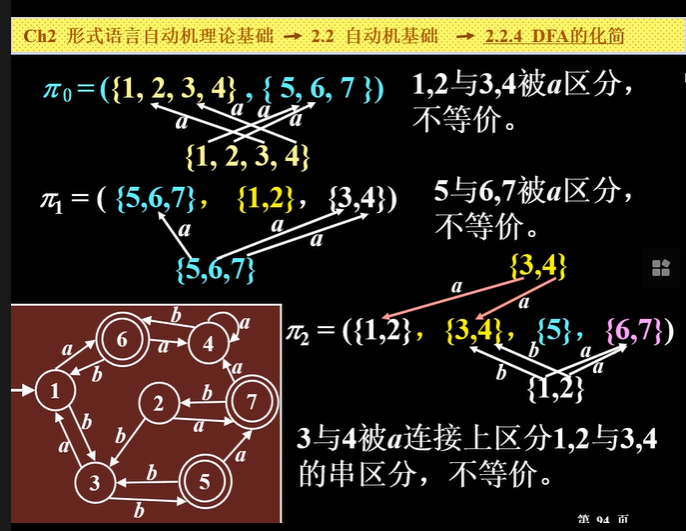 Ch2 形式语言自动机理论基础 → 2.2 自动机基础 → 2.2.4 DFA的化简
π₀ = ({1, 2, 3, 4} , { 5, 6, 7 })
1,2与3,4被a区分，
不等价。
a a a a
{1, 2, 3, 4}
π₁ = ( {5,6,7}， {1,2}，{3,4})
5与6,7被a区分，
不等价。
a a a
{5,6,7}
{3,4}
a a
π₂ = ({1,2}，{3,4}，{5}，{6,7})
b b a a
{1,2}
3与4被a连接上区分1,2与3,4
的串区分，不等价。
b a
6 a 4
a b a
1 2 b 7
a
b b
a a
3 b 5
b
第 94 页